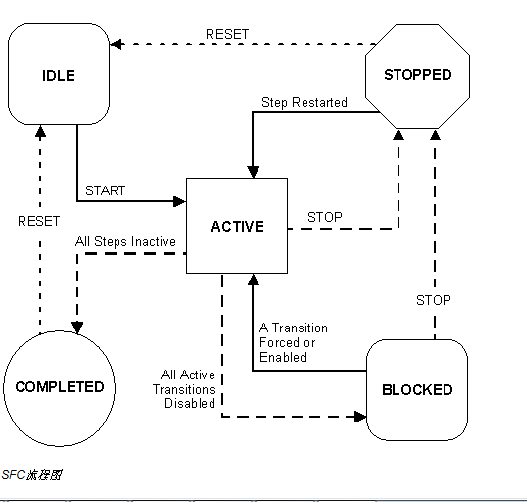 RESET
IDLE
STOPPED
Step Restarted
START
RESET
ACTIVE
STOP
All Steps Inactive
STOP
A Transition
Forced or
Enabled
All Active
Transitions
Disabled
COMPLETED
BLOCKED
SFC流程图